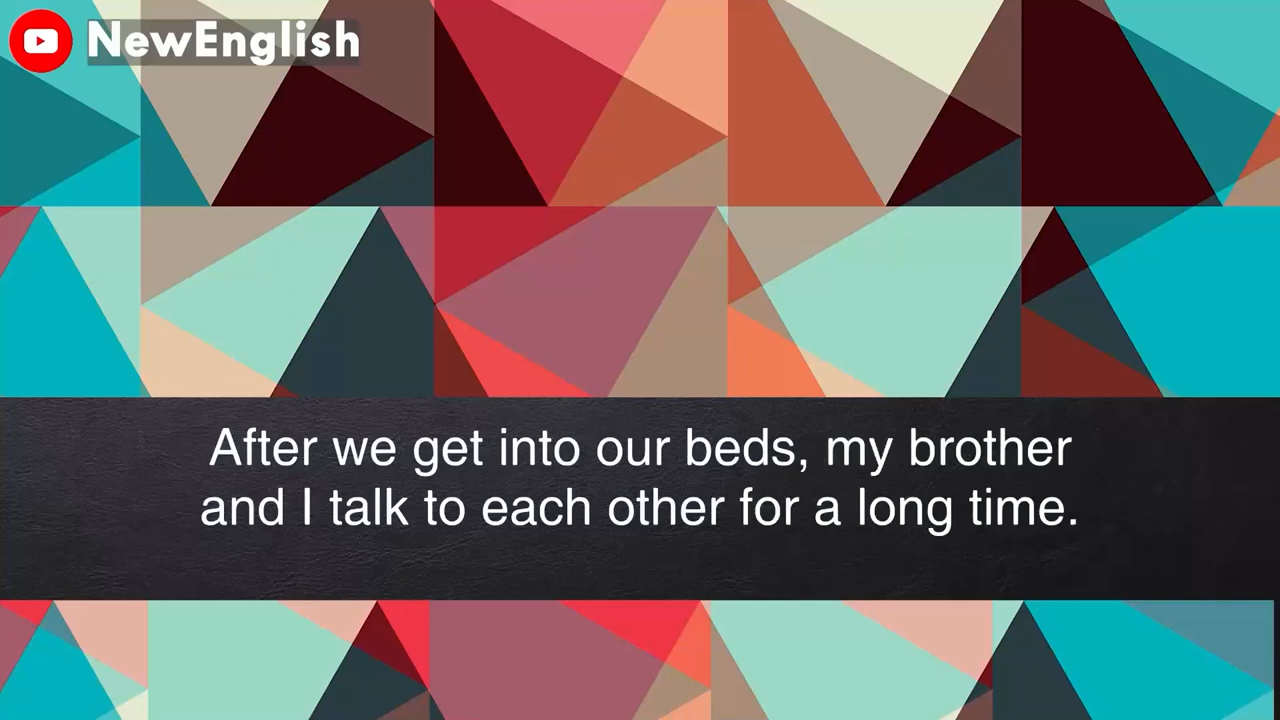 NewEnglish
After we get into our beds, my brother
and I talk to each other for a long time.